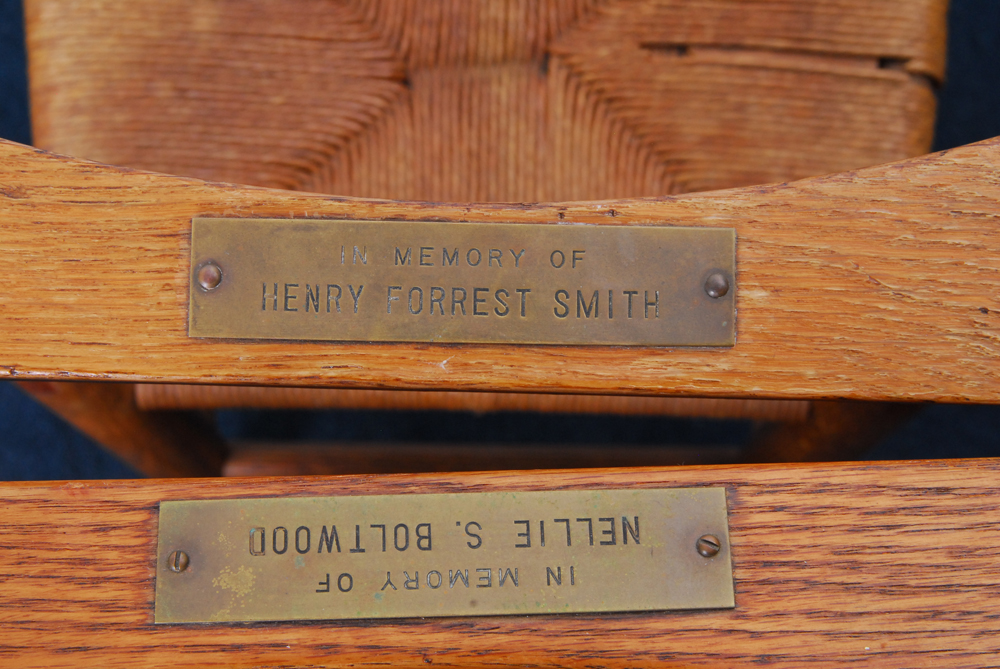 IN MEMORY OF
HENRY FORREST SMITH
IN MEMORY OF
NELLIE S. BOLTWOOD